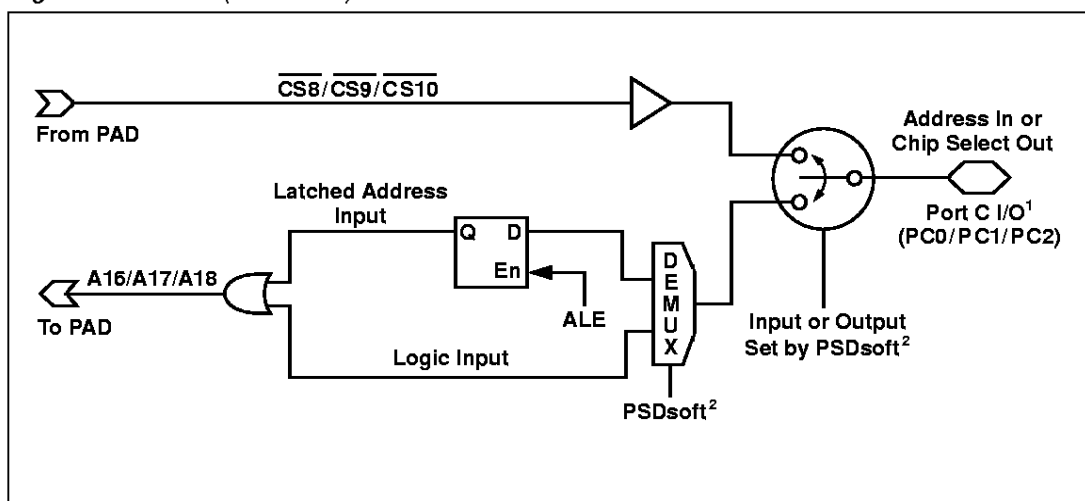 CS8/CS9/CS10
From PAD
Address In or
Chip Select Out
Latched Address
Input
Q D
En
Port C I/O1
(PC0/PC1/PC2)
A16/A17/A18
To PAD
ALE
DEMUX
Logic Input
Input or Output
Set by PSDsoft2
PSDsoft2